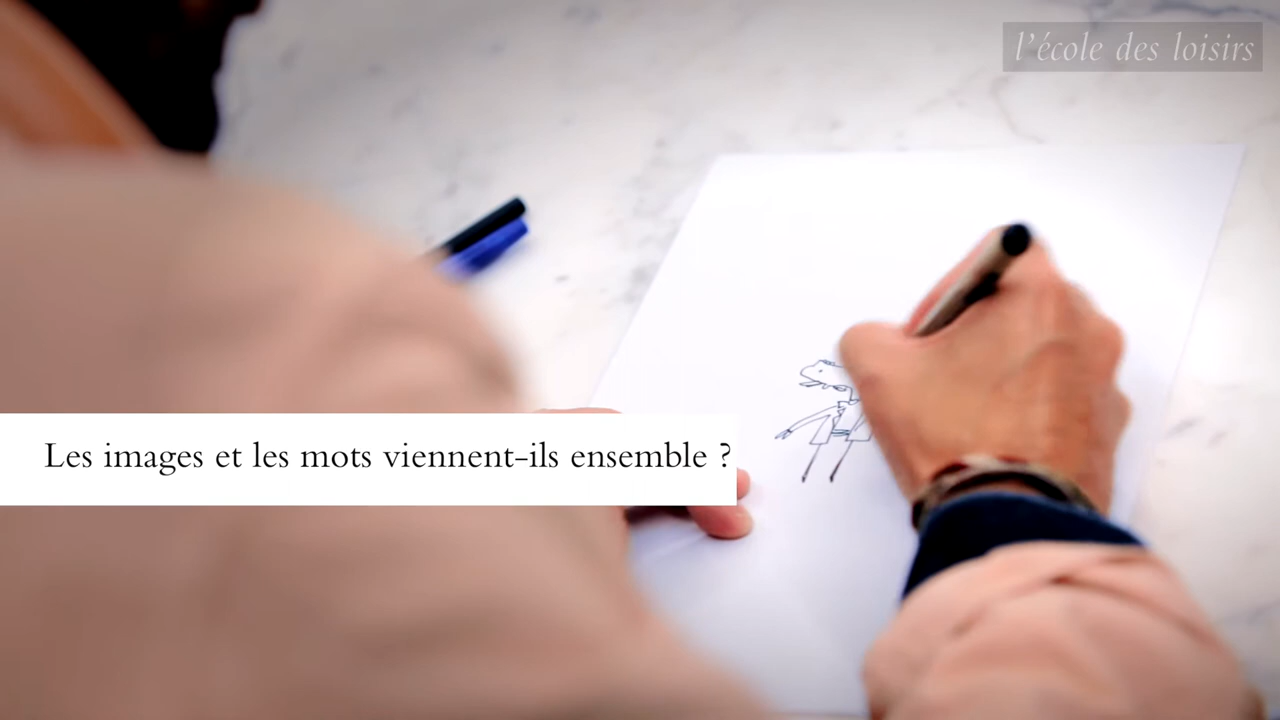 l'école des loisirs
Les images et les mots viennent-ils ensemble ?